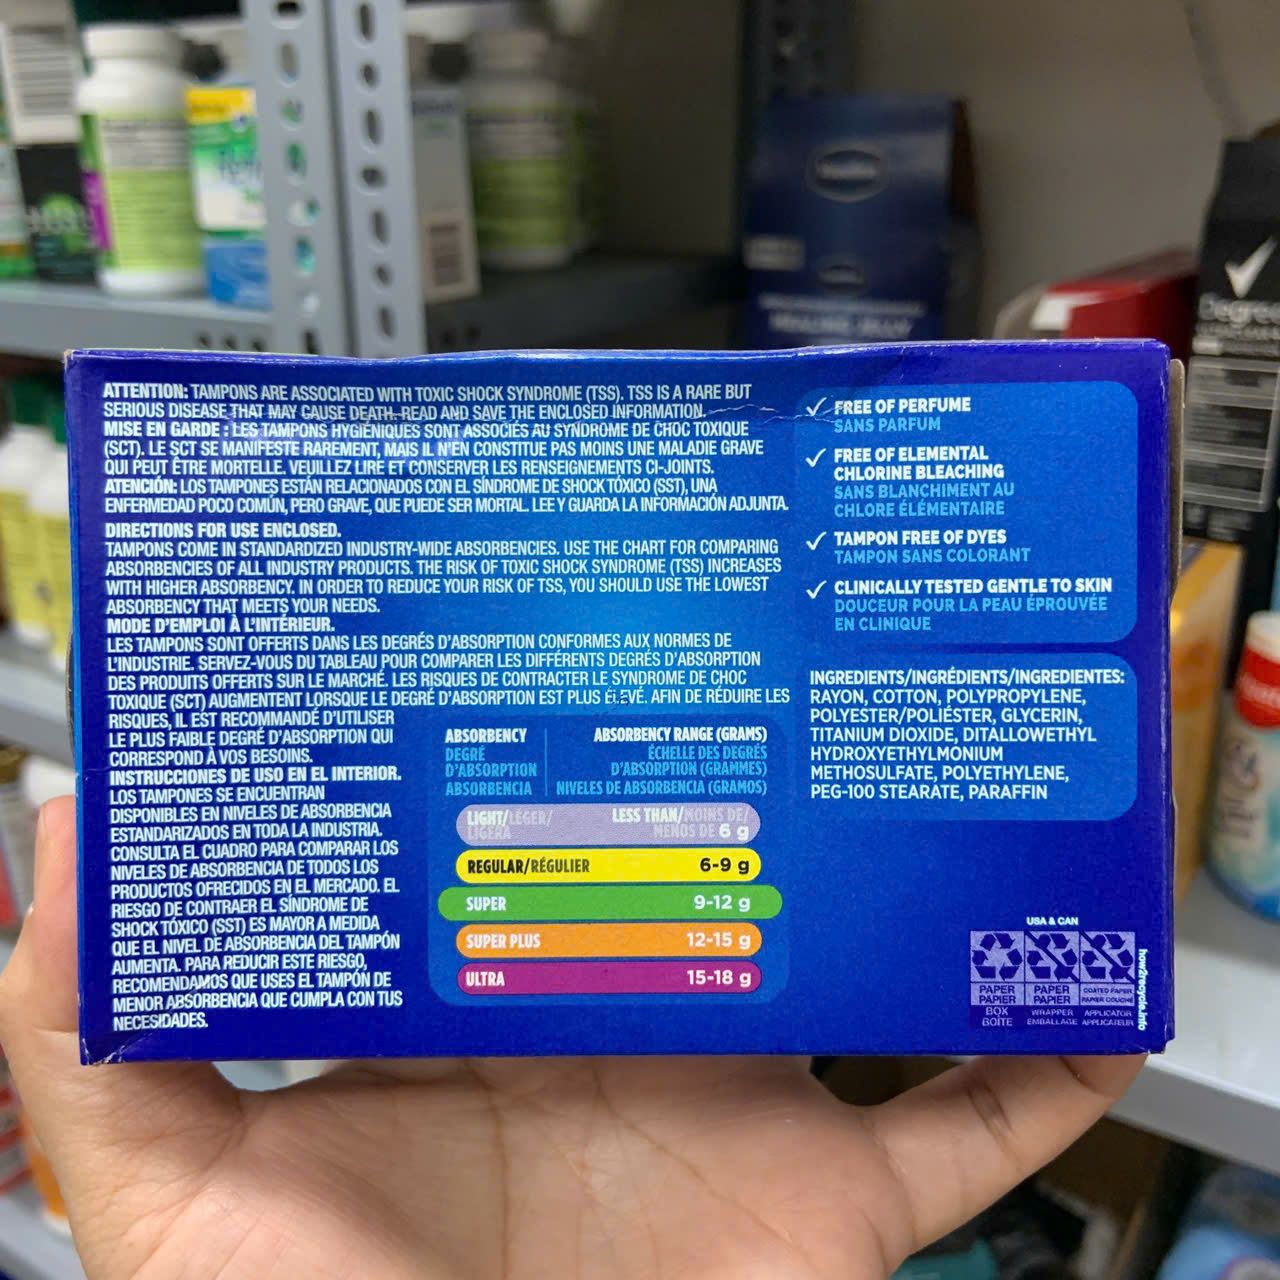 ATTENTION: TAMPONS ARE ASSOCIATED WITH TOXIC SHOCK SYNDROME (TSS). TSS IS A RARE BUT
SERIOUS DISEASE THAT MAY CAUSE DEATH. READ AND SAVE THE ENCLOSED INFORMATION.
MISE EN GARDE : LES TAMPONS HYGIÉNIQUES SONT ASSOCIÉS AU SYNDROME DE CHOC TOXIQUE
(SCT). LE SCT SE MANIFESTE RAREMENT, MAIS IL N'EN CONSTITUE PAS MOINS UNE MALADIE GRAVE
QUI PEUT ÊTRE MORTELLE. VEUILLEZ LIRE ET CONSERVER LES RENSEIGNEMENTS CI-JOINTS.
ATENCIÓN: LOS TAMPONES ESTÁN RELACIONADOS CON EL SÍNDROME DE SHOCK TÓXICO (SST), UNA
ENFERMEDAD POCO COMÚN, PERO GRAVE, QUE PUEDE SER MORTAL. LEE Y GUARDA LA INFORMACIÓN ADJUNTA.
DIRECTIONS FOR USE ENCLOSED.
TAMPONS COME IN STANDARDIZED INDUSTRY-WIDE ABSORBENCIES. USE THE CHART FOR COMPARING
ABSORBENCIES OF ALL INDUSTRY PRODUCTS. THE RISK OF TOXIC SHOCK SYNDROME (TSS) INCREASES
WITH HIGHER ABSORBENCY. IN ORDER TO REDUCE YOUR RISK OF TSS, YOU SHOULD USE THE LOWEST
ABSORBENCY THAT MEETS YOUR NEEDS.
MODE D'EMPLOI À L'INTÉRIEUR.
LES TAMPONS SONT OFFERTS DANS LES DEGRÉS D'ABSORPTION CONFORMES AUX NORMES DE
L'INDUSTRIE. SERVEZ-VOUS DU TABLEAU POUR COMPARER LES DIFFÉRENTS DEGRÉS D'ABSORPTION
DES PRODUITS OFFERTS SUR LE MARCHÉ. LES RISQUES DE CONTRACTER LE SYNDROME DE CHOC
TOXIQUE (SCT) AUGMENTENT LORSQUE LE DEGRÉ D'ABSORPTION EST PLUS ÉLEVÉ. AFIN DE RÉDUIRE LES
RISQUES, IL EST RECOMMANDÉ D'UTILISER
LE PLUS FAIBLE DEGRÉ D'ABSORPTION QUI
CORRESPOND À VOS BESOINS.
INSTRUCCIONES DE USO EN EL INTERIOR.
LOS TAMPONES SE ENCUENTRAN
DISPONIBLES EN NIVELES DE ABSORBENCIA
ESTANDARIZADOS EN TODA LA INDUSTRIA.
CONSULTA EL CUADRO PARA COMPARAR LOS
NIVELES DE ABSORBENCIA DE TODOS LOS
PRODUCTOS OFRECIDOS EN EL MERCADO. EL
RIESGO DE CONTRAER EL SÍNDROME DE
SHOCK TÓXICO (SST) ES MAYOR A MEDIDA
QUE EL NIVEL DE ABSORBENCIA DEL TAMPÓN
AUMENTA. PARA REDUCIR ESTE RIESGO,
RECOMENDAMOS QUE USES EL TAMPÓN DE
MENOR ABSORBENCIA QUE CUMPLA CON TUS
NECESIDADES.
ABSORBENCY
DEGRÉ
D'ABSORPTION
ABSORBENCIA
ABSORBENCY RANGE (GRAMS)
ÉCHELLE DES DEGRÉS
D'ABSORPTION (GRAMMES)
NIVELES DE ABSORBENCIA (GRAMOS)
LIGHT/LÉGER/
LIGERA
LESS THAN/MOINS DE/
MENOS DE 6 g
REGULAR/RÉGULIER 6-9 g
SUPER 9-12 g
SUPER PLUS 12-15 g
ULTRA 15-18 g
FREE OF PERFUME
SANS PARFUM
FREE OF ELEMENTAL
CHLORINE BLEACHING
SANS BLANCHIMENT AU
CHLORE ÉLÉMENTAIRE
TAMPON FREE OF DYES
TAMPON SANS COLORANT
CLINICALLY TESTED GENTLE TO SKIN
DOUCEUR POUR LA PEAU ÉPROUVÉE
EN CLINIQUE
INGREDIENTS/INGRÉDIENTS/INGREDIENTES:
RAYON, COTTON, POLYPROPYLENE,
POLYESTER/POLIÉSTER, GLYCERIN,
TITANIUM DIOXIDE, DITALLOWETHYL
HYDROXYETHYLMONIUM
METHOSULFATE, POLYETHYLENE,
PEG-100 STEARATE, PARAFFIN
USA & CAN
PAPER
PAPIER
BOX
BOÎTE
PAPER
PAPIER
WRAPPER
EMBALLAGE
COATED PAPER
PAPIER COUCHÉ
APPLICATOR
APPLICATEUR
how2recycle.info
Degree